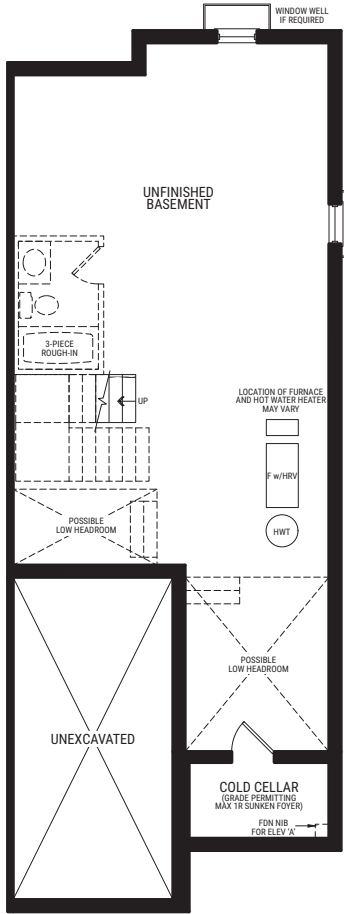 WINDOW WELL
IF REQUIRED
UNFINISHED
BASEMENT
3-PIECE
ROUGH-IN
UP
LOCATION OF FURNACE
AND HOT WATER HEATER
MAY VARY
F w/HRV
HWT
POSSIBLE
LOW HEADROOM
POSSIBLE
LOW HEADROOM
UNEXCAVATED
COLD CELLAR
(GRADE PERMITTING
MAX 1R SUNKEN FOYER)
FDN NIB
FOR ELEV 'A'